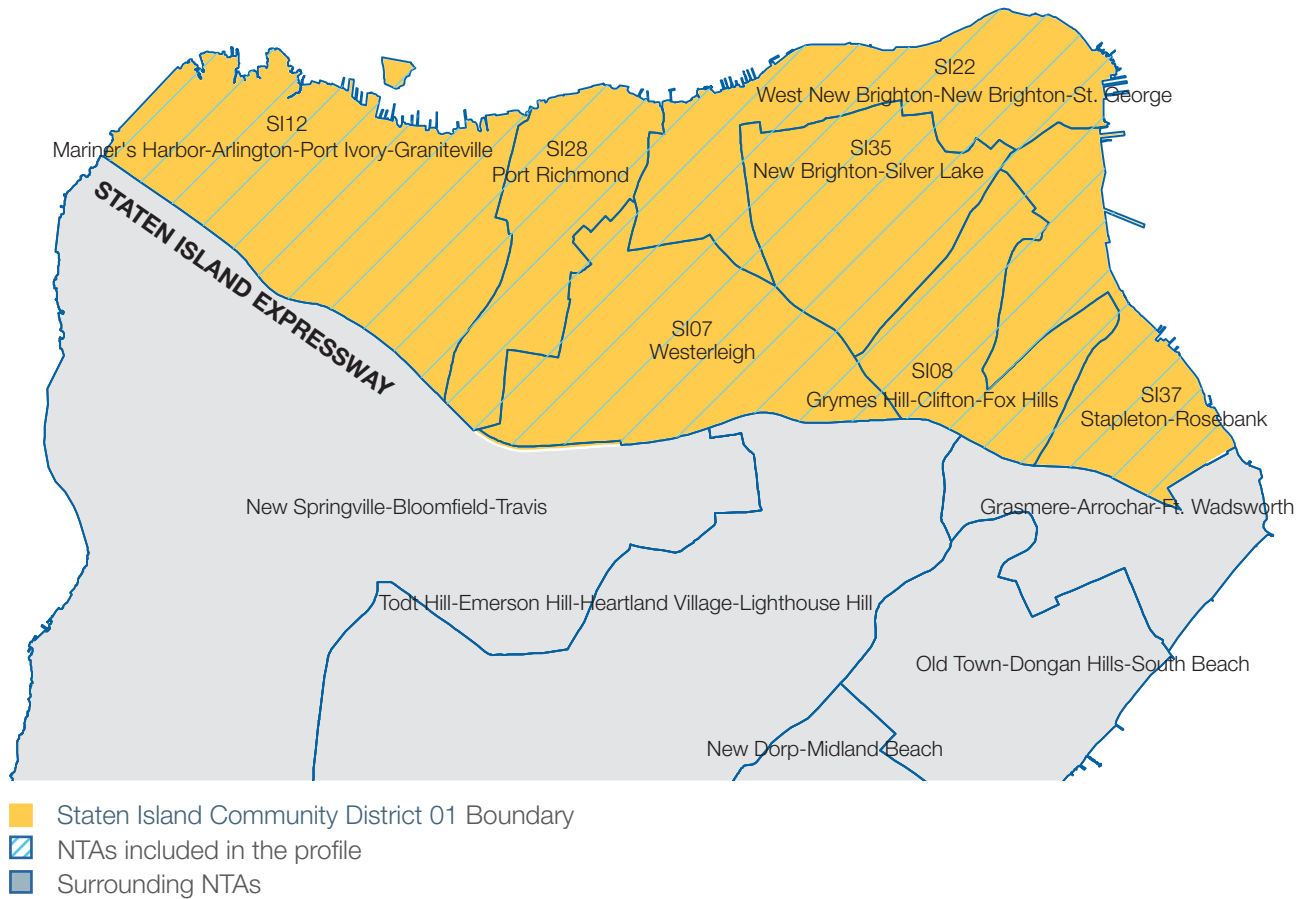 SI22
West New Brighton-New Brighton-St. George
SI12
Mariner's Harbor-Arlington-Port Ivory-Graniteville
SI28
Port Richmond
SI35
New Brighton-Silver Lake
STATEN ISLAND EXPRESSWAY
SI07
Westerleigh
SI08
Grymes Hill-Clifton-Fox Hills
SI37
Stapleton-Rosebank
New Springville-Bloomfield-Travis
Grasmere-Arrochar-Ft. Wadsworth
Todt Hill-Emerson Hill-Heartland Village-Lighthouse Hill
Old Town-Dongan Hills-South Beach
New Dorp-Midland Beach
Staten Island Community District 01 Boundary
NTAs included in the profile
Surrounding NTAs